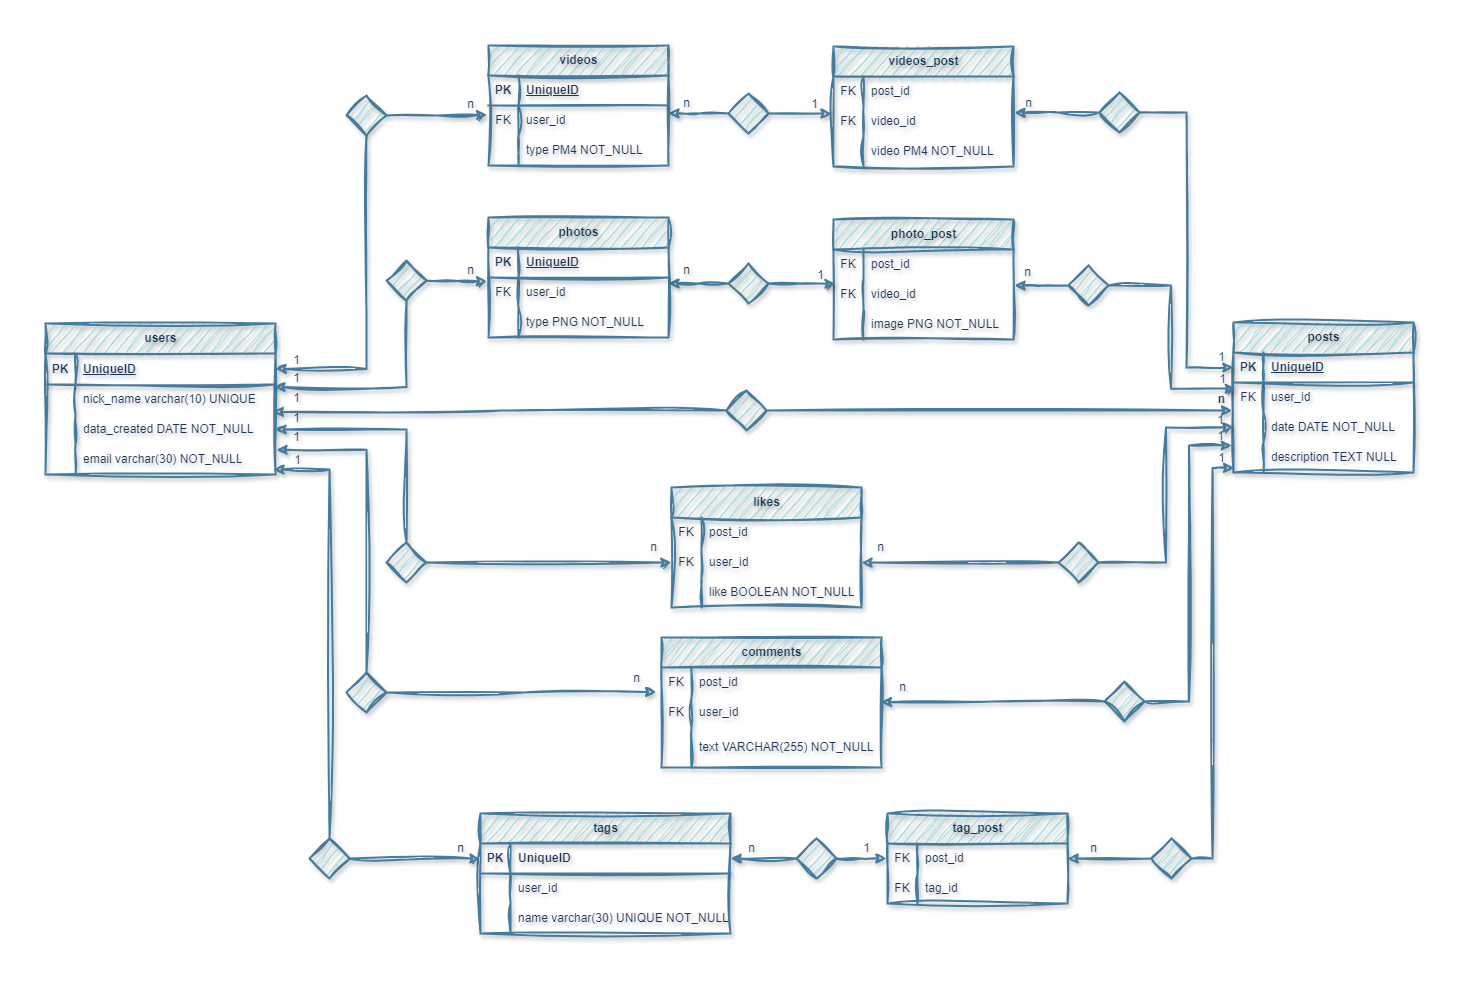 videos
PK UniqueID
FK user_id
type PM4 NOT_NULL
videos_post
FK post_id
FK video_id
video PM4 NOT_NULL
n
n
1
n
photos
PK UniqueID
FK user_id
type PNG NOT_NULL
photo_post
FK post_id
FK video_id
image PNG NOT_NULL
n
n
1
n
users
PK UniqueID
nick_name varchar(10) UNIQUE
data_created DATE NOT_NULL
email varchar(30) NOT_NULL
1
1
1
1
1
1
posts
PK UniqueID
FK user_id
date DATE NOT_NULL
description TEXT NULL
1
1
n
1
1
1
likes
FK post_id
FK user_id
like BOOLEAN NOT_NULL
n
n
comments
FK post_id
FK user_id
text VARCHAR(255) NOT_NULL
n
n
tags
PK UniqueID
user_id
name varchar(30) UNIQUE NOT_NULL
tag_post
FK post_id
FK tag_id
n
n
1
n